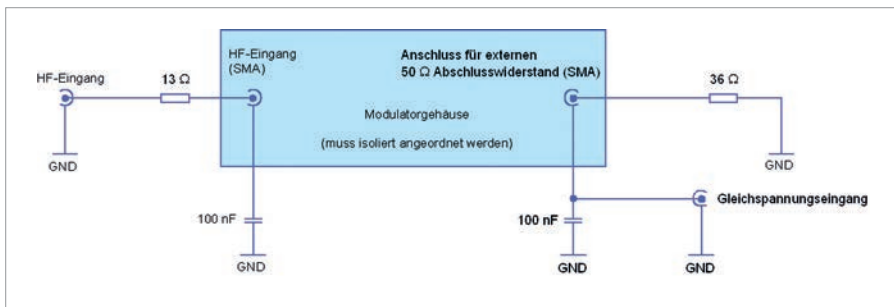 HF-Eingang
13 Ω
HF-Eingang
(SMA)
Anschluss für externen
50 Ω Abschlusswiderstand (SMA)
36 Ω
Modulatorgehäuse
(muss isoliert angeordnet werden)
GND
GND
100 nF
100 nF
Gleichspannungseingang
GND
GND
GND